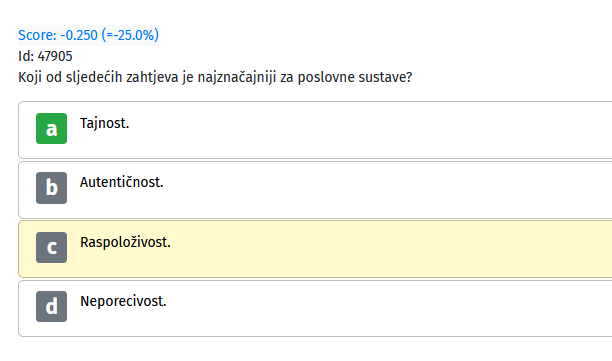 Score: -0.250 (=-25.0%)
Id: 47905
Koji od sljedećih zahtjeva je najznačajniji za poslovne sustave?
a Tajnost.
b Autentičnost.
c Raspoloživost.
d Neporecivost.